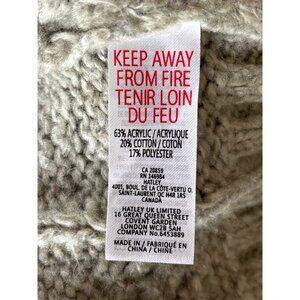 KEEP AWAY
FROM FIRE
TENIR LOIN
DU FEU
63% ACRYLIC / ACRYLIQUE
20% COTTON / COTON
17% POLYESTER
CA 20859
RN 146984
HATLEY
4001, BOUL. DE LA CÔTE-VERTU O.
SAINT-LAURENT QC H4R 1R5
CANADA
HATLEY UK LIMITED
16 GREAT QUEEN STREET
COVENT GARDEN
LONDON WC2B 5AH
COMPANY No.6453889
MADE IN / FABRIQUÉ EN
CHINA / CHINE